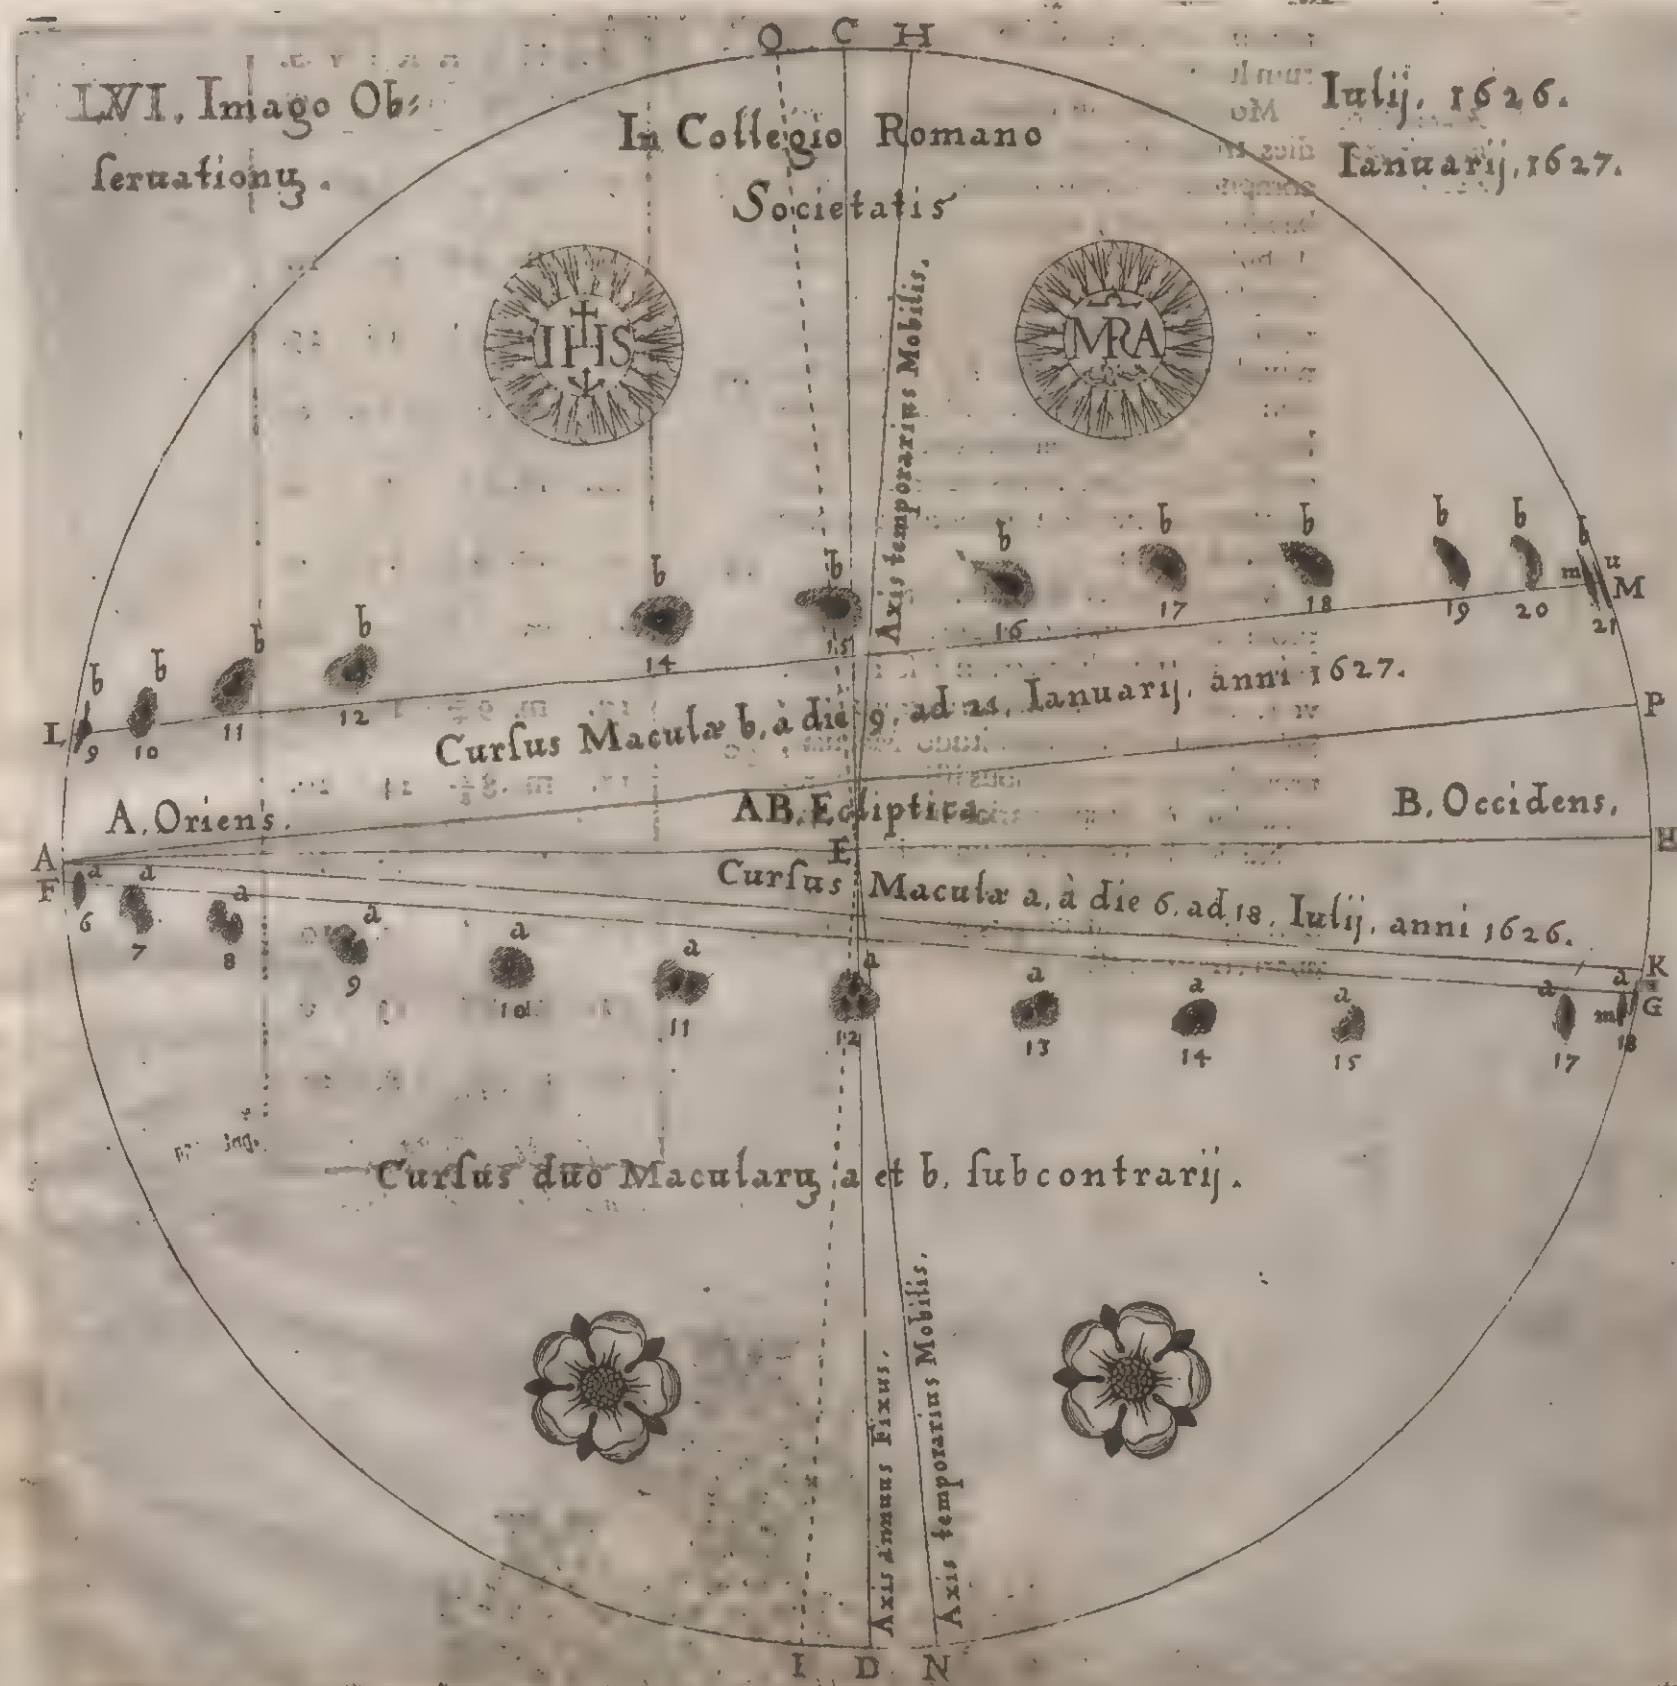 O C H
LVI. Imago Ob=
ſeruationuʒ.
In Collegio Romano
Societatis
Iulij. 1626.
Ianuarij, 1627.
IHS
MRA
Axis temporarius Mobilis.
b b b b b b b b b b b b
m u
L M
9 10 11 12 14 15 16 17 18 19 20 21
Curſus Maculæ b, à die 9. ad 21. Ianuarij. anni 1627.
P
A. Oriens. AB. Ecliptica B. Occidens.
A E H
F
Curſus Maculæ a, à die 6. ad 18. Iulij, anni 1626.
K
a a a a a a a a a a a a
m G
6 7 8 9 10 11 12 13 14 15 17 18
Curſus duo Macularuʒ a et b. ſubcontrarij.
Axis annuus Fixus.
Axis temporarius Mobilis.
I D N